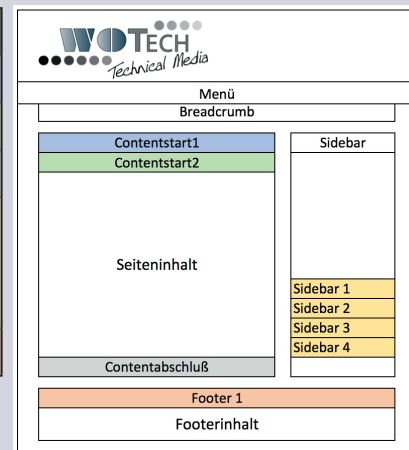 WOTECH
Technical Media
Menü
Breadcrumb
Contentstart1
Contentstart2
Seiteninhalt
Contentabschluß
Sidebar
Sidebar 1
Sidebar 2
Sidebar 3
Sidebar 4
Footer 1
Footerinhalt